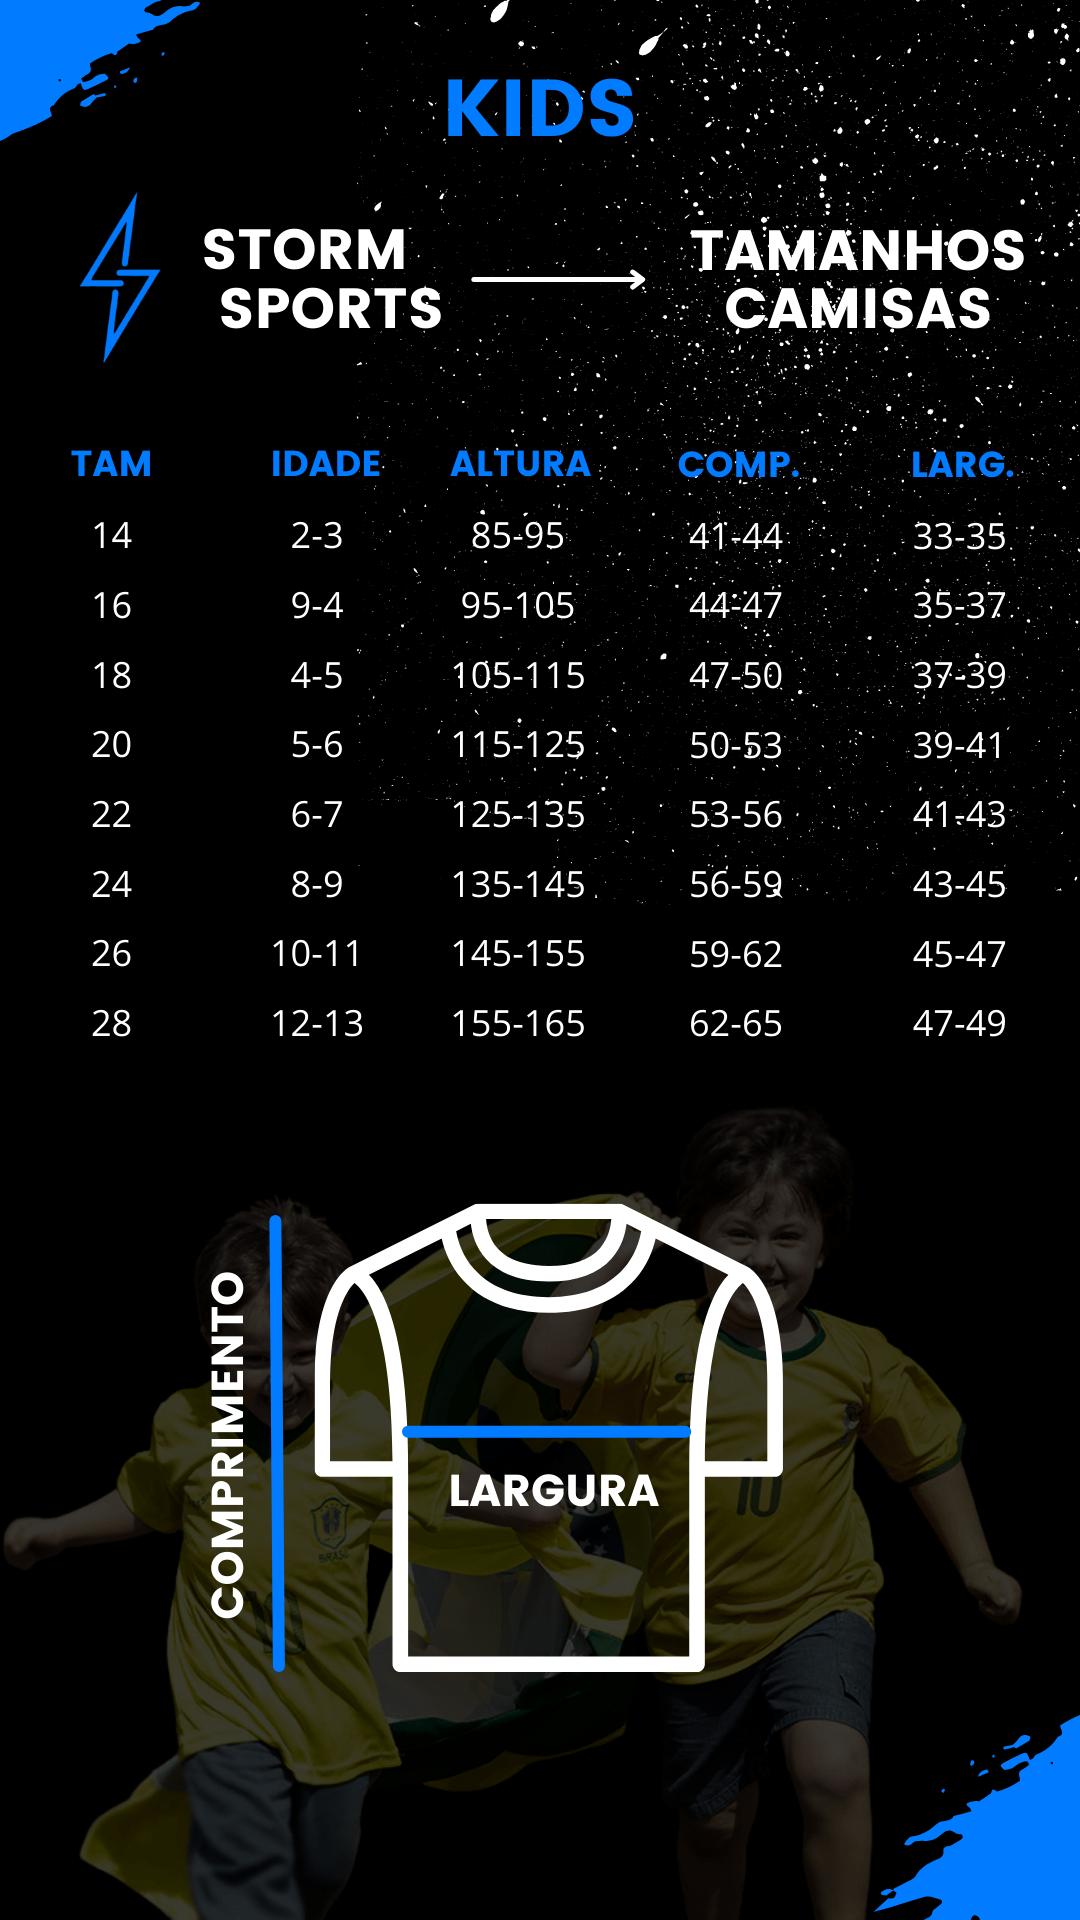 KIDS
STORM
SPORTS
TAMANHOS
CAMISAS
TAM IDADE ALTURA COMP. LARG.
14 2-3 85-95 41-44 33-35
16 9-4 95-105 44-47 35-37
18 4-5 105-115 47-50 37-39
20 5-6 115-125 50-53 39-41
22 6-7 125-135 53-56 41-43
24 8-9 135-145 56-59 43-45
26 10-11 145-155 59-62 45-47
28 12-13 155-165 62-65 47-49
COMPRIMENTO
LARGURA
10
BRASIL
10